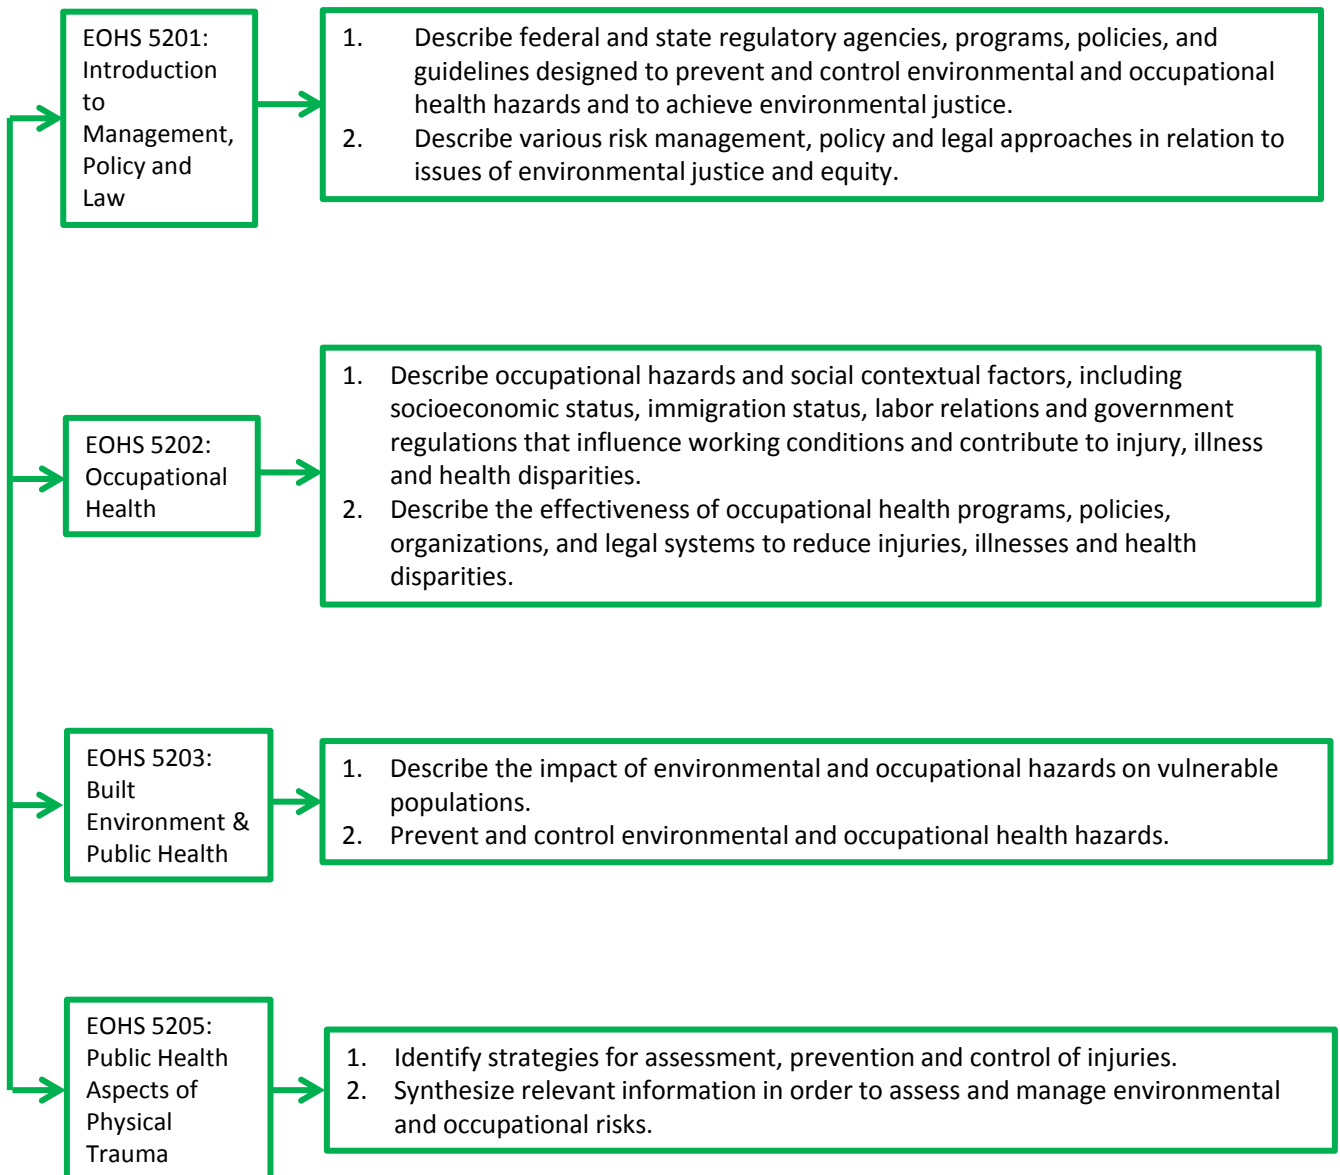 EOHS 5201:
Introduction
to
Management,
Policy and
Law
1. Describe federal and state regulatory agencies, programs, policies, and
guidelines designed to prevent and control environmental and occupational
health hazards and to achieve environmental justice.
2. Describe various risk management, policy and legal approaches in relation to
issues of environmental justice and equity.
EOHS 5202:
Occupational
Health
1. Describe occupational hazards and social contextual factors, including
socioeconomic status, immigration status, labor relations and government
regulations that influence working conditions and contribute to injury, illness
and health disparities.
2. Describe the effectiveness of occupational health programs, policies,
organizations, and legal systems to reduce injuries, illnesses and health
disparities.
EOHS 5203:
Built
Environment &
Public Health
1. Describe the impact of environmental and occupational hazards on vulnerable
populations.
2. Prevent and control environmental and occupational health hazards.
EOHS 5205:
Public Health
Aspects of
Physical
Trauma
1. Identify strategies for assessment, prevention and control of injuries.
2. Synthesize relevant information in order to assess and manage environmental
and occupational risks.